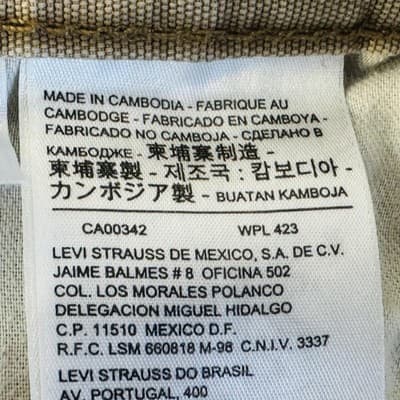 MADE IN CAMBODIA - FABRIQUE AU
CAMBODGE - FABRICADO EN CAMBOYA -
FABRICADO NO CAMBOJA - СДЕЛАНО В
КАМБОДЖЕ - 柬埔寨制造 -
柬埔寨製 - 제조국 : 캄보디아 -
カンボジア製 - BUATAN KAMBOJA
CA00342 WPL 423
LEVI STRAUSS DE MEXICO, S.A. DE C.V.
JAIME BALMES # 8 OFICINA 502
COL. LOS MORALES POLANCO
DELEGACION MIGUEL HIDALGO
C.P. 11510 MEXICO D.F.
R.F.C. LSM 660818 M-98 C.N.I.V. 3337
LEVI STRAUSS DO BRASIL
AV. PORTUGAL, 400